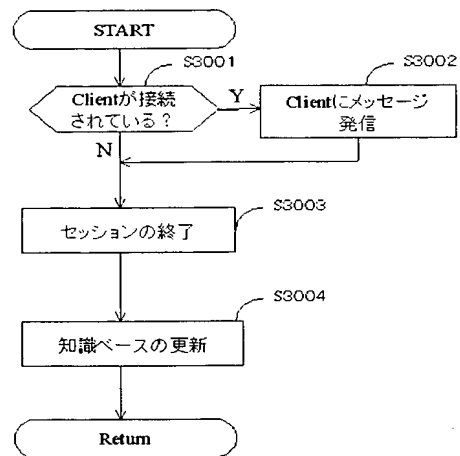 START
S3001
Clientが接続
されている？
Y
S3002
Clientにメッセージ
発信
N
S3003
セッションの終了
S3004
知識ベースの更新
Return